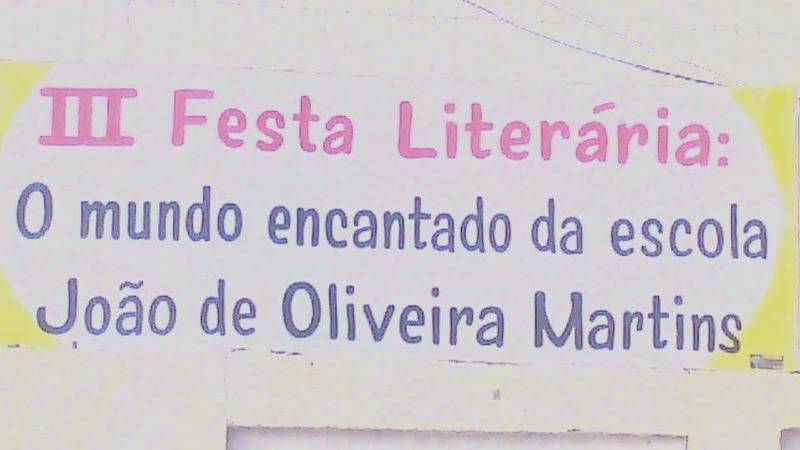 III Festa Literária:
O mundo encantado da escola
João de Oliveira Martins